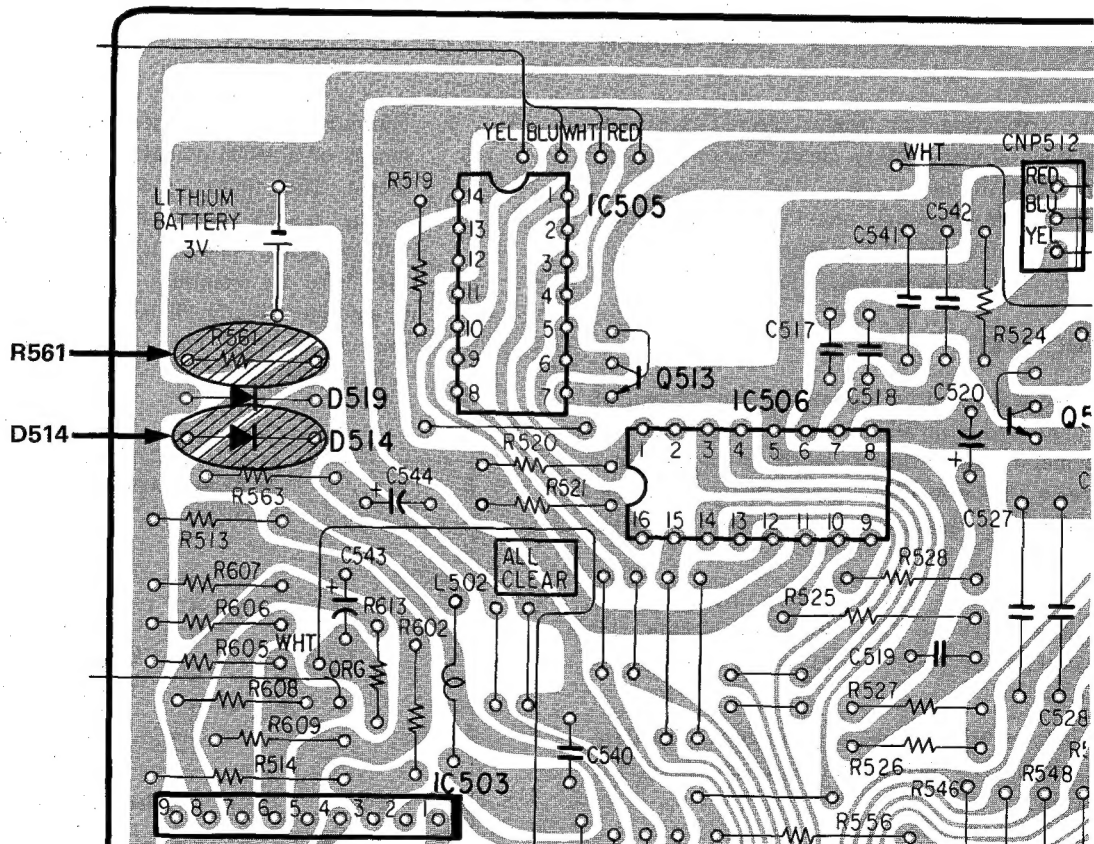 YEL BLU WHT RED
WHT
CNP512
RED
BLU
YEL
LITHIUM
BATTERY
3V
R519
14 1 IC505
13 2
12 3
11 4
10 5
9 6
8 7
C541 C542
R524
C517
C518
C520
R561
R561
D519
D514
D514
Q513
IC506
R520
R521
1 2 3 4 5 6 7 8
16 15 14 13 12 11 10 9
+
C544
R563
R513
+
C527
ALL
CLEAR
C543
+
L502
R528
R607
R606
R613
R602
R525
R605
WHT
ORG
C519
R608
R527
R609
C528
R514
C540
R526
IC503
R546
R548
9 8 7 6 5 4 3 2 1
R556